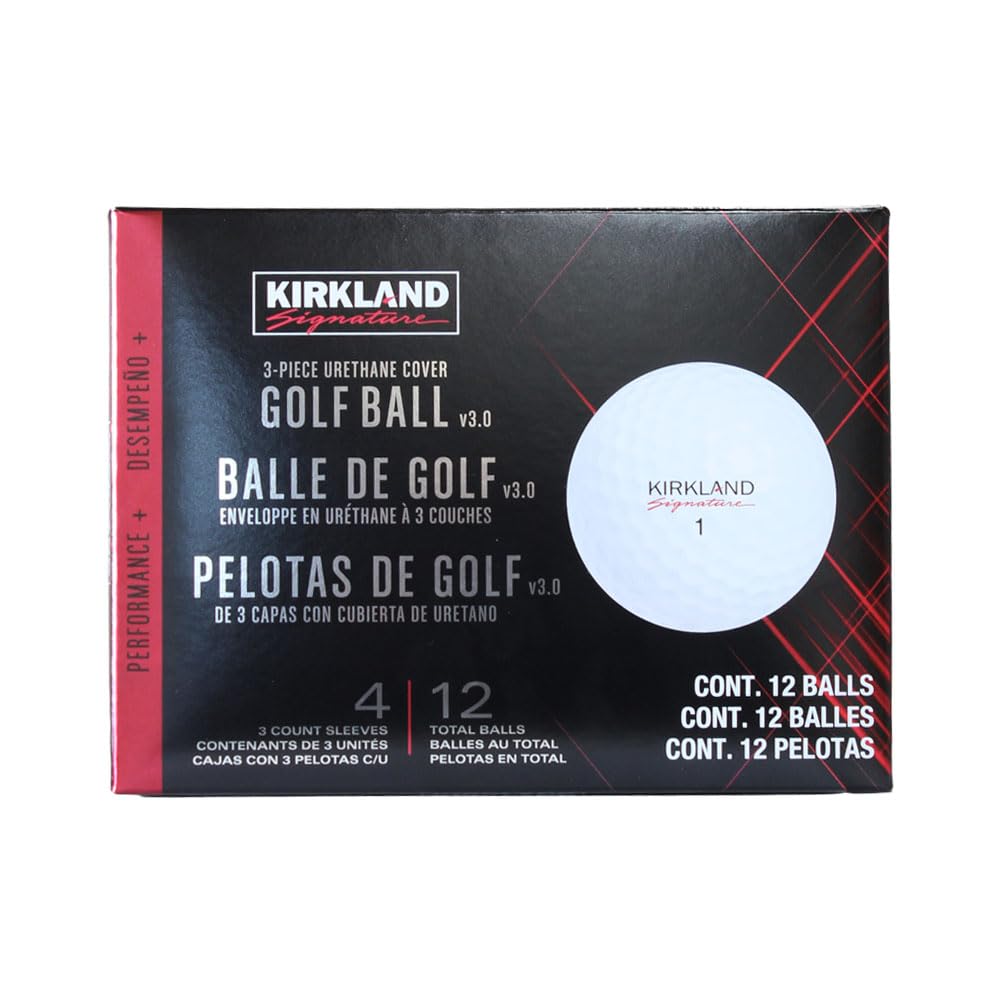 PERFORMANCE + DESEMPEÑO +
KIRKLAND
Signature
3-PIECE URETHANE COVER
GOLF BALL v3.0
BALLE DE GOLF v3.0
ENVELOPPE EN URÉTHANE À 3 COUCHES
PELOTAS DE GOLF v3.0
DE 3 CAPAS CON CUBIERTA DE URETANO
4
3 COUNT SLEEVES
CONTENANTS DE 3 UNITÉS
CAJAS CON 3 PELOTAS C/U
12
TOTAL BALLS
BALLES AU TOTAL
PELOTAS EN TOTAL
KIRKLAND
Signature
1
CONT. 12 BALLS
CONT. 12 BALLES
CONT. 12 PELOTAS